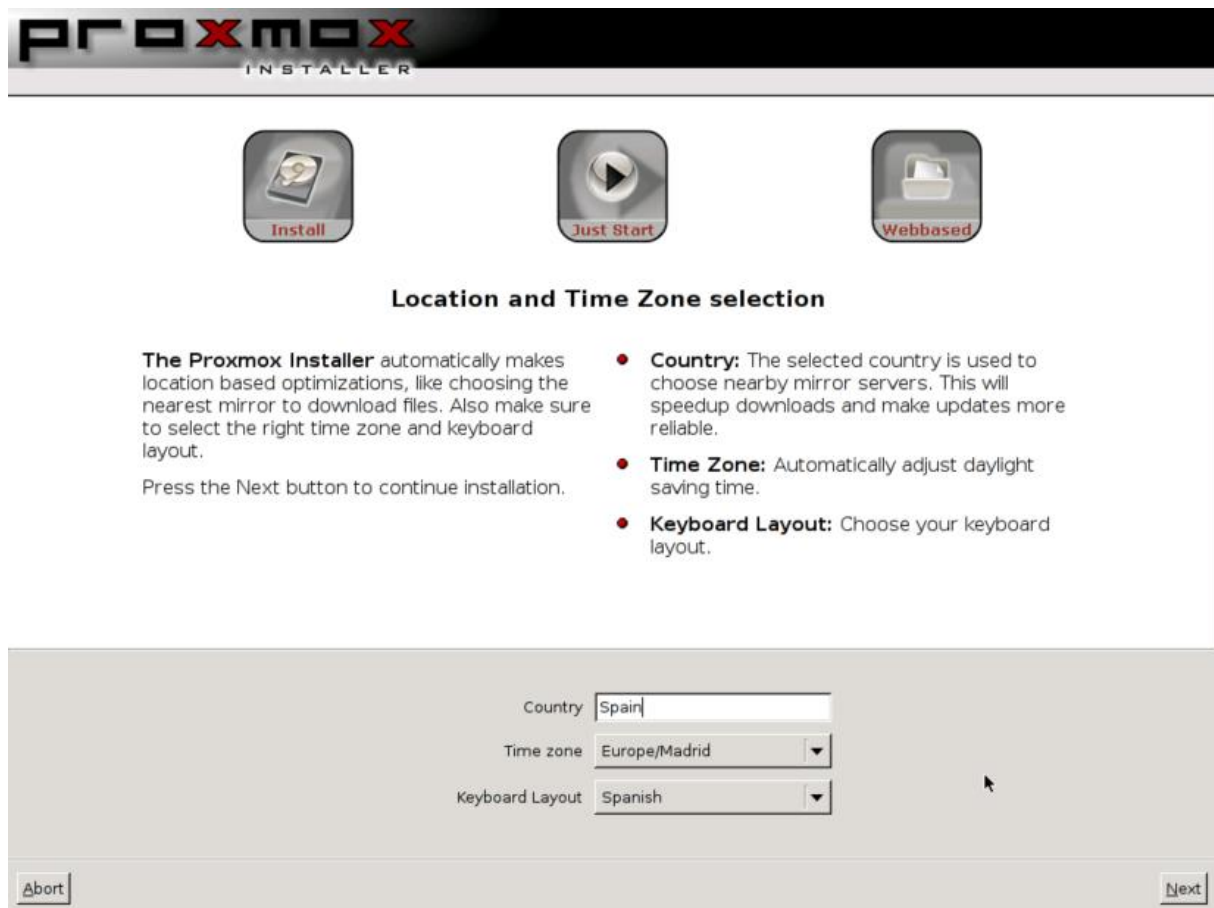 proxmox
INSTALLER
Install
Just Start
Webbased
Location and Time Zone selection
The Proxmox Installer automatically makes
location based optimizations, like choosing the
nearest mirror to download files. Also make sure
to select the right time zone and keyboard
layout.
Press the Next button to continue installation.
Country: The selected country is used to
choose nearby mirror servers. This will
speedup downloads and make updates more
reliable.
Time Zone: Automatically adjust daylight
saving time.
Keyboard Layout: Choose your keyboard
layout.
Country Spain
Time zone Europe/Madrid
Keyboard Layout Spanish
Abort Next